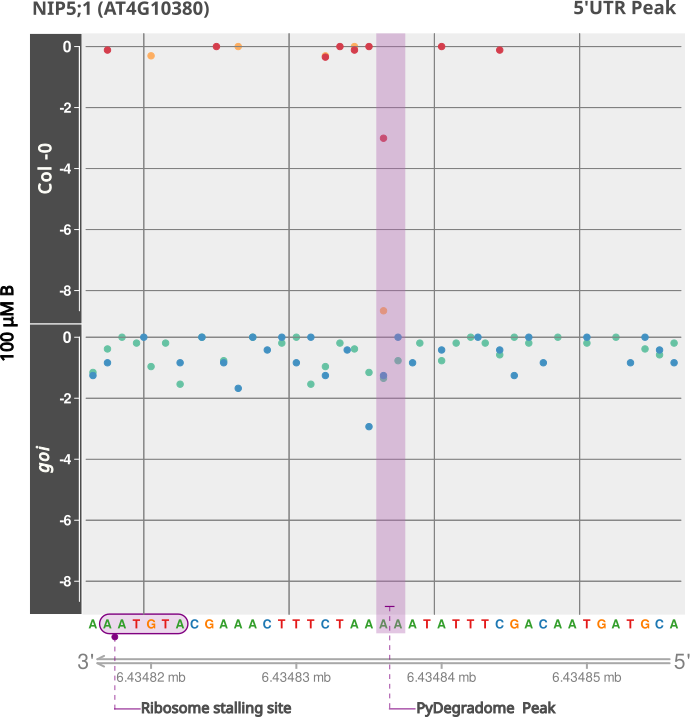 NIP5;1 (AT4G10380)
5'UTR Peak
100 µM B
Col -0
0
-2
-4
-6
-8
goi
0
-2
-4
-6
-8
A A A T G T A C G A A A C T T T C T A A A A A T A T T T C G A C A A T G A T G C A
3' 5'
6.43482 mb 6.43483 mb 6.43484 mb 6.43485 mb
Ribosome stalling site PyDegradome Peak